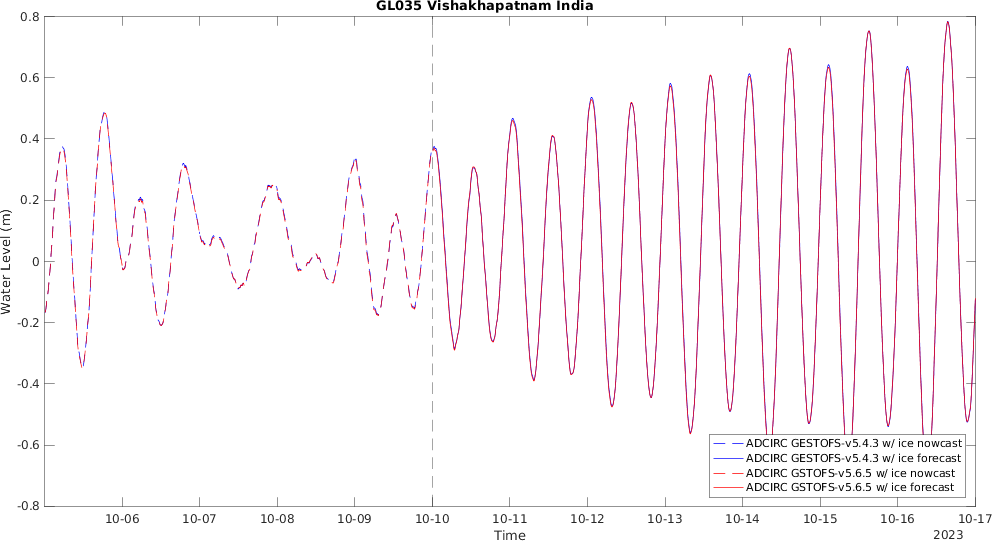 GL035 Vishakhapatnam India
0.8
0.6
0.4
0.2
0
-0.2
-0.4
-0.6
-0.8
Water Level (m)
ADCIRC GESTOFS-v5.4.3 w/ ice nowcast
ADCIRC GESTOFS-v5.4.3 w/ ice forecast
ADCIRC GSTOFS-v5.6.5 w/ ice nowcast
ADCIRC GSTOFS-v5.6.5 w/ ice forecast
10-06 10-07 10-08 10-09 10-10 10-11 10-12 10-13 10-14 10-15 10-16 10-17
Time
2023